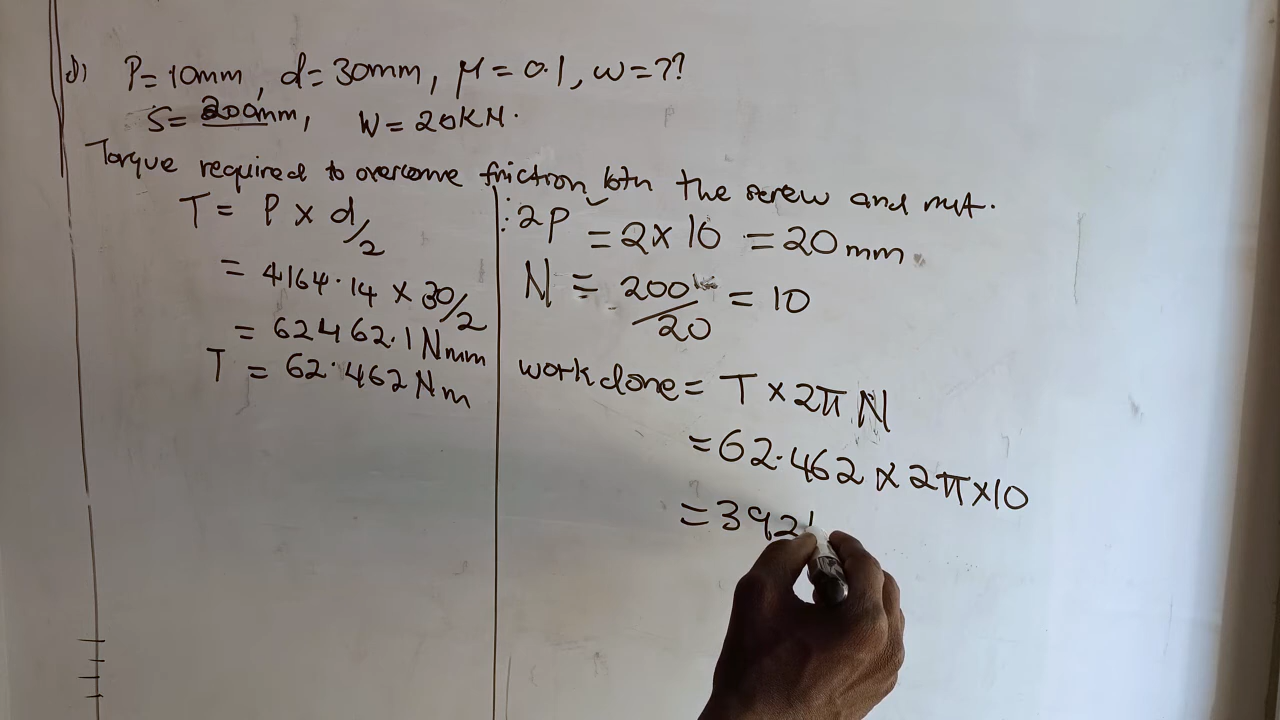 d) P=10mm, d=30mm, μ=0.1, w=??
S=200mm, W=20KN.
Torque required to overcome friction btn the screw and nut.
T = P x d/2
= 4164.14 x 30/2
= 62462.1 Nmm
T = 62.462 Nm
: 2P = 2x10 = 20mm
N = 200/20 = 10
work done = T x 2π N
= 62.462 x 2π x 10
= 392